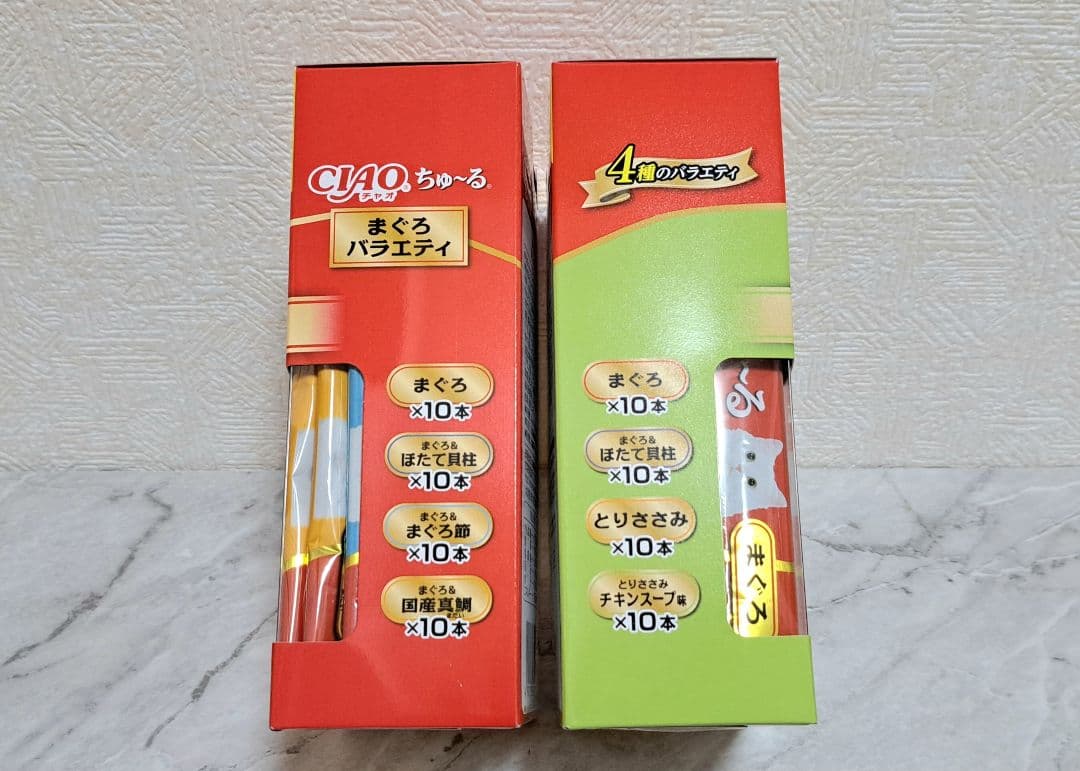 CIAO® ちゅ〜る®
チャオ
まぐろ
バラエティ
まぐろ
×10本
まぐろ&
ほたて貝柱
×10本
まぐろ&
まぐろ節
×10本
まぐろ&
国産真鯛
まだい
×10本
4種のバラエティ
まぐろ
×10本
まぐろ&
ほたて貝柱
×10本
とりささみ
×10本
とりささみ
チキンスープ味
×10本
〜る
まぐろ